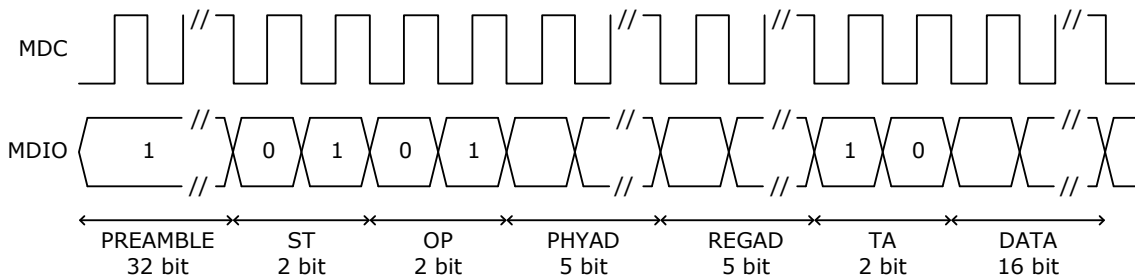 MDC
//
//
//
//
MDIO
1
//
0
1
0
1
//
//
1
0
//
//
//
//
//
PREAMBLE
ST
OP
PHYAD
REGAD
TA
DATA
32 bit
2 bit
2 bit
5 bit
5 bit
2 bit
16 bit